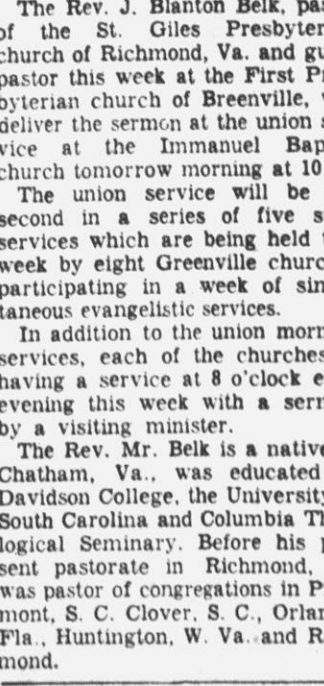 The Rev. J. Blanton Belk, pas
of the St. Giles Presbyter
church of Richmond, Va. and gu
pastor this week at the First Pr
byterian church of Breenville, w
deliver the sermon at the union s
vice at the Immanuel Bap
church tomorrow morning at 10
The union service will be
second in a series of five s
services which are being held t
week by eight Greenville churc
participating in a week of sim
taneous evangelistic services.
In addition to the union morn
services, each of the churches
having a service at 8 o'clock e
evening this week with a serm
by a visiting minister.
The Rev. Mr. Belk is a native
Chatham, Va., was educated
Davidson College, the University
South Carolina and Columbia Th
logical Seminary. Before his p
sent pastorate in Richmond,
was pastor of congregations in P
mont, S. C. Clover, S. C., Orlan
Fla., Huntington, W. Va. and R
mond.